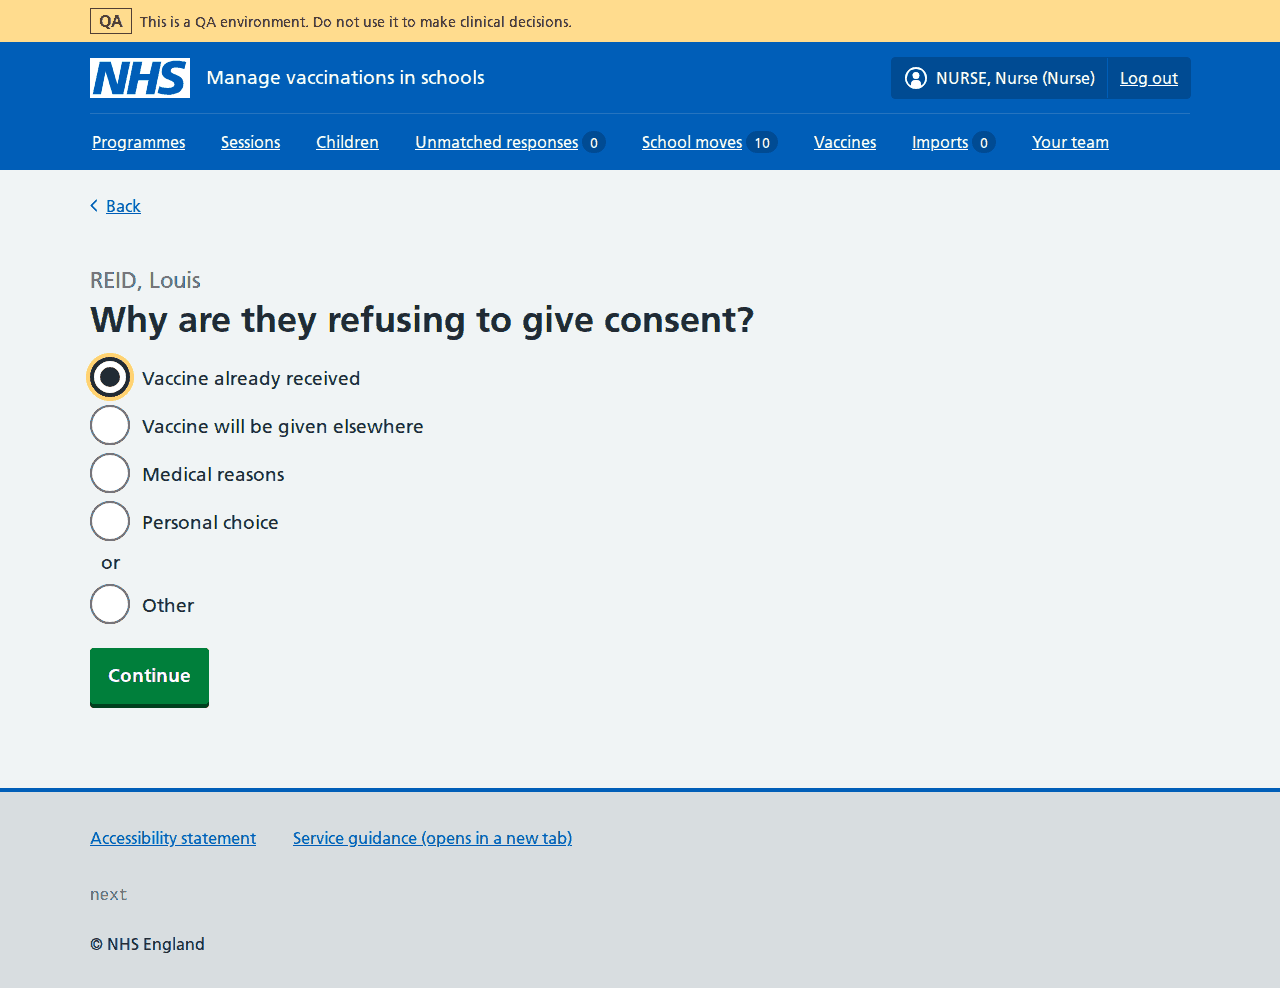 QA This is a QA environment. Do not use it to make clinical decisions.
NHS Manage vaccinations in schools NURSE, Nurse (Nurse) Log out
Programmes Sessions Children Unmatched responses 0 School moves 10 Vaccines Imports 0 Your team
Back
REID, Louis
Why are they refusing to give consent?
Vaccine already received
Vaccine will be given elsewhere
Medical reasons
Personal choice
or
Other
Continue
Accessibility statement Service guidance (opens in a new tab)
next
© NHS England